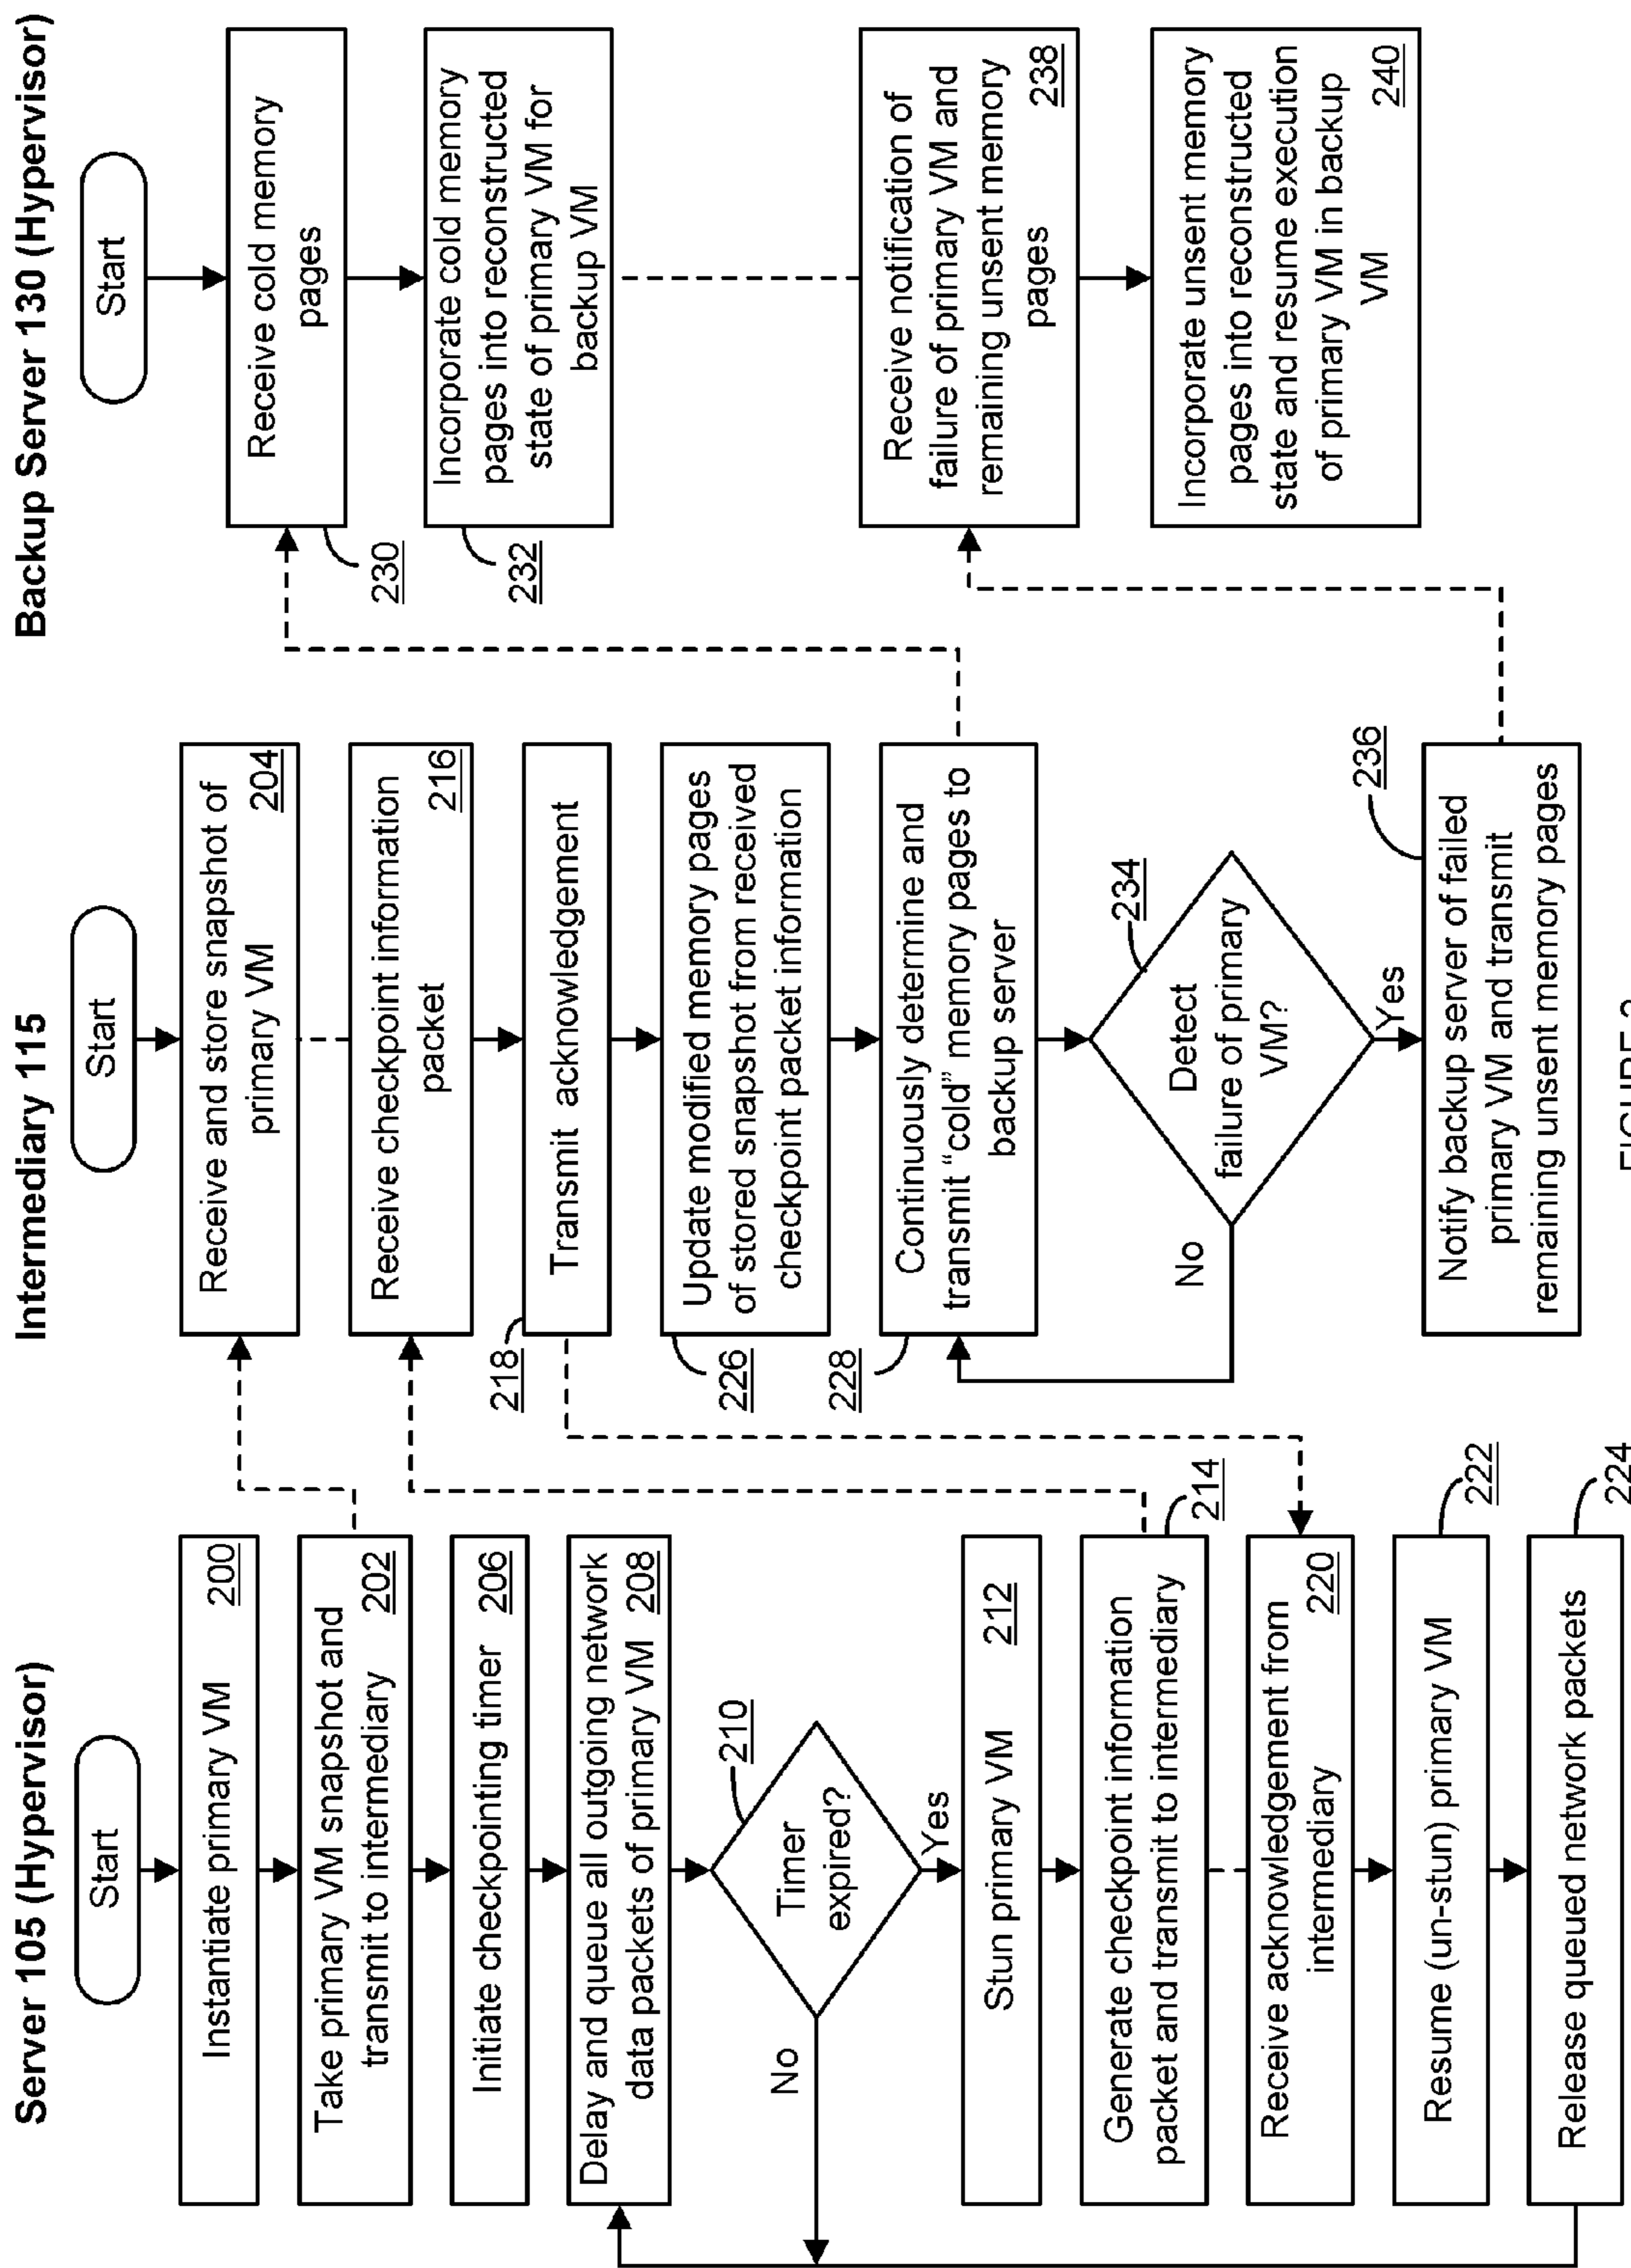 Server 105 (Hypervisor)
Start
Instantiate primary VM
200
Take primary VM snapshot and
transmit to intermediary
202
Initiate checkpointing timer
206
Delay and queue all outgoing network
data packets of primary VM
208
210
Timer
expired?
No
Yes
Stun primary VM
212
Generate checkpoint information
packet and transmit to intermediary
214
Receive acknowledgement from
intermediary
220
Resume (un-stun) primary VM
222
Release queued network packets
224
Intermediary 115
Start
Receive and store snapshot of
primary VM
204
Receive checkpoint information
packet
216
Transmit acknowledgement
218
Update modified memory pages
of stored snapshot from received
checkpoint packet information
226
Continuously determine and
transmit “cold” memory pages to
backup server
228
234
Detect
failure of primary
VM?
No
Yes
236
Notify backup server of failed
primary VM and transmit
remaining unsent memory pages
Backup Server 130 (Hypervisor)
Start
Receive cold memory
pages
230
Incorporate cold memory
pages into reconstructed
state of primary VM for
backup VM
232
Receive notification of
failure of primary VM and
remaining unsent memory
pages
238
Incorporate unsent memory
pages into reconstructed
state and resume execution
of primary VM in backup
VM
240